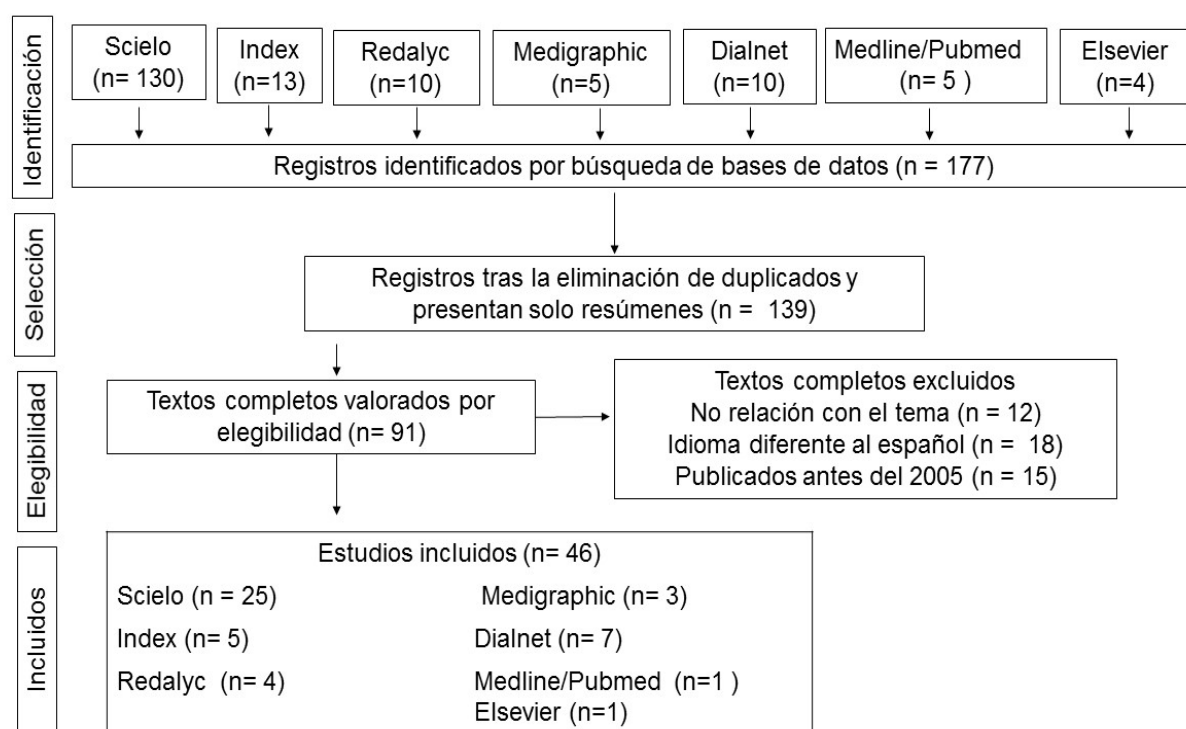 Identificación
Scielo
(n= 130)
Index
(n=13)
Redalyc
(n=10)
Medigraphic
(n=5)
Dialnet
(n=10)
Medline/Pubmed
(n= 5 )
Elsevier
(n=4)
Registros identificados por búsqueda de bases de datos (n = 177)
Selección
Registros tras la eliminación de duplicados y
presentan solo resúmenes (n = 139)
Elegibilidad
Textos completos valorados por
elegibilidad (n= 91)
Textos completos excluidos
No relación con el tema (n = 12)
Idioma diferente al español (n = 18)
Publicados antes del 2005 (n = 15)
Incluidos
Estudios incluidos (n= 46)
Scielo (n = 25)
Index (n= 5)
Redalyc (n= 4)
Medigraphic (n= 3)
Dialnet (n= 7)
Medline/Pubmed (n=1 )
Elsevier (n=1)